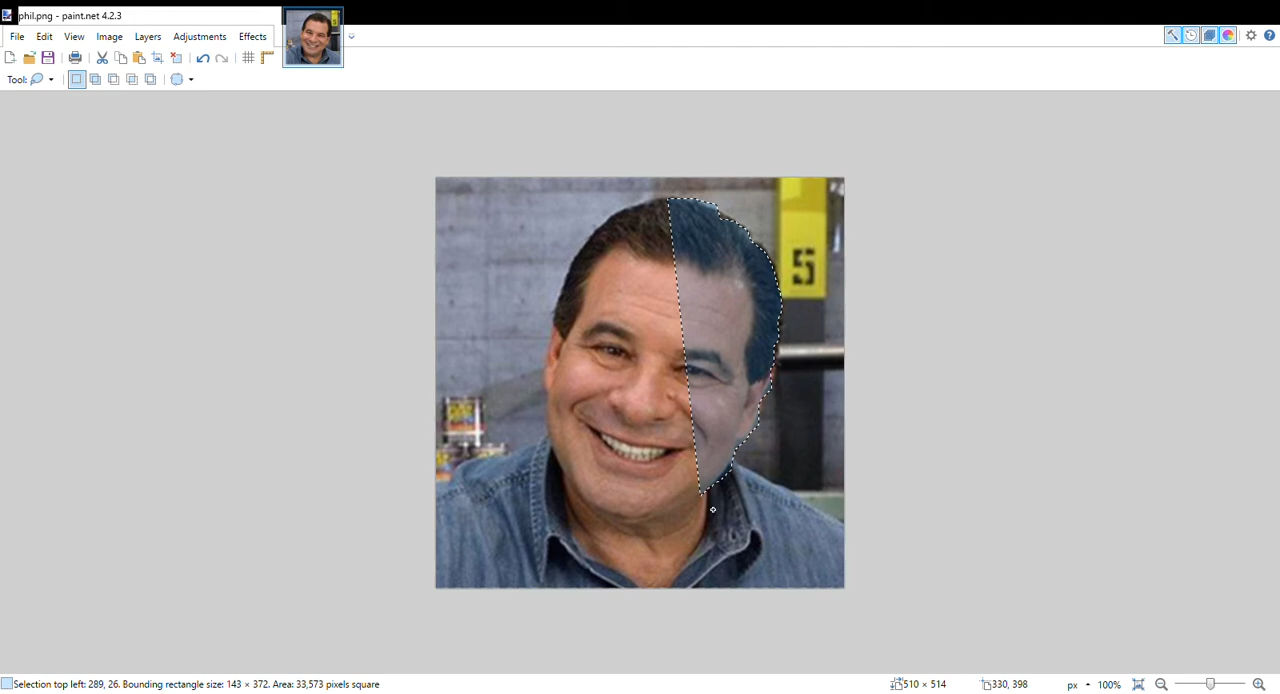 phil.png - paint.net 4.2.3
File Edit View Image Layers Adjustments Effects
Tool:
5
Selection top left: 289, 26. Bounding rectangle size: 143 × 372. Area: 33,573 pixels square
510 × 514
330, 398
px
100%